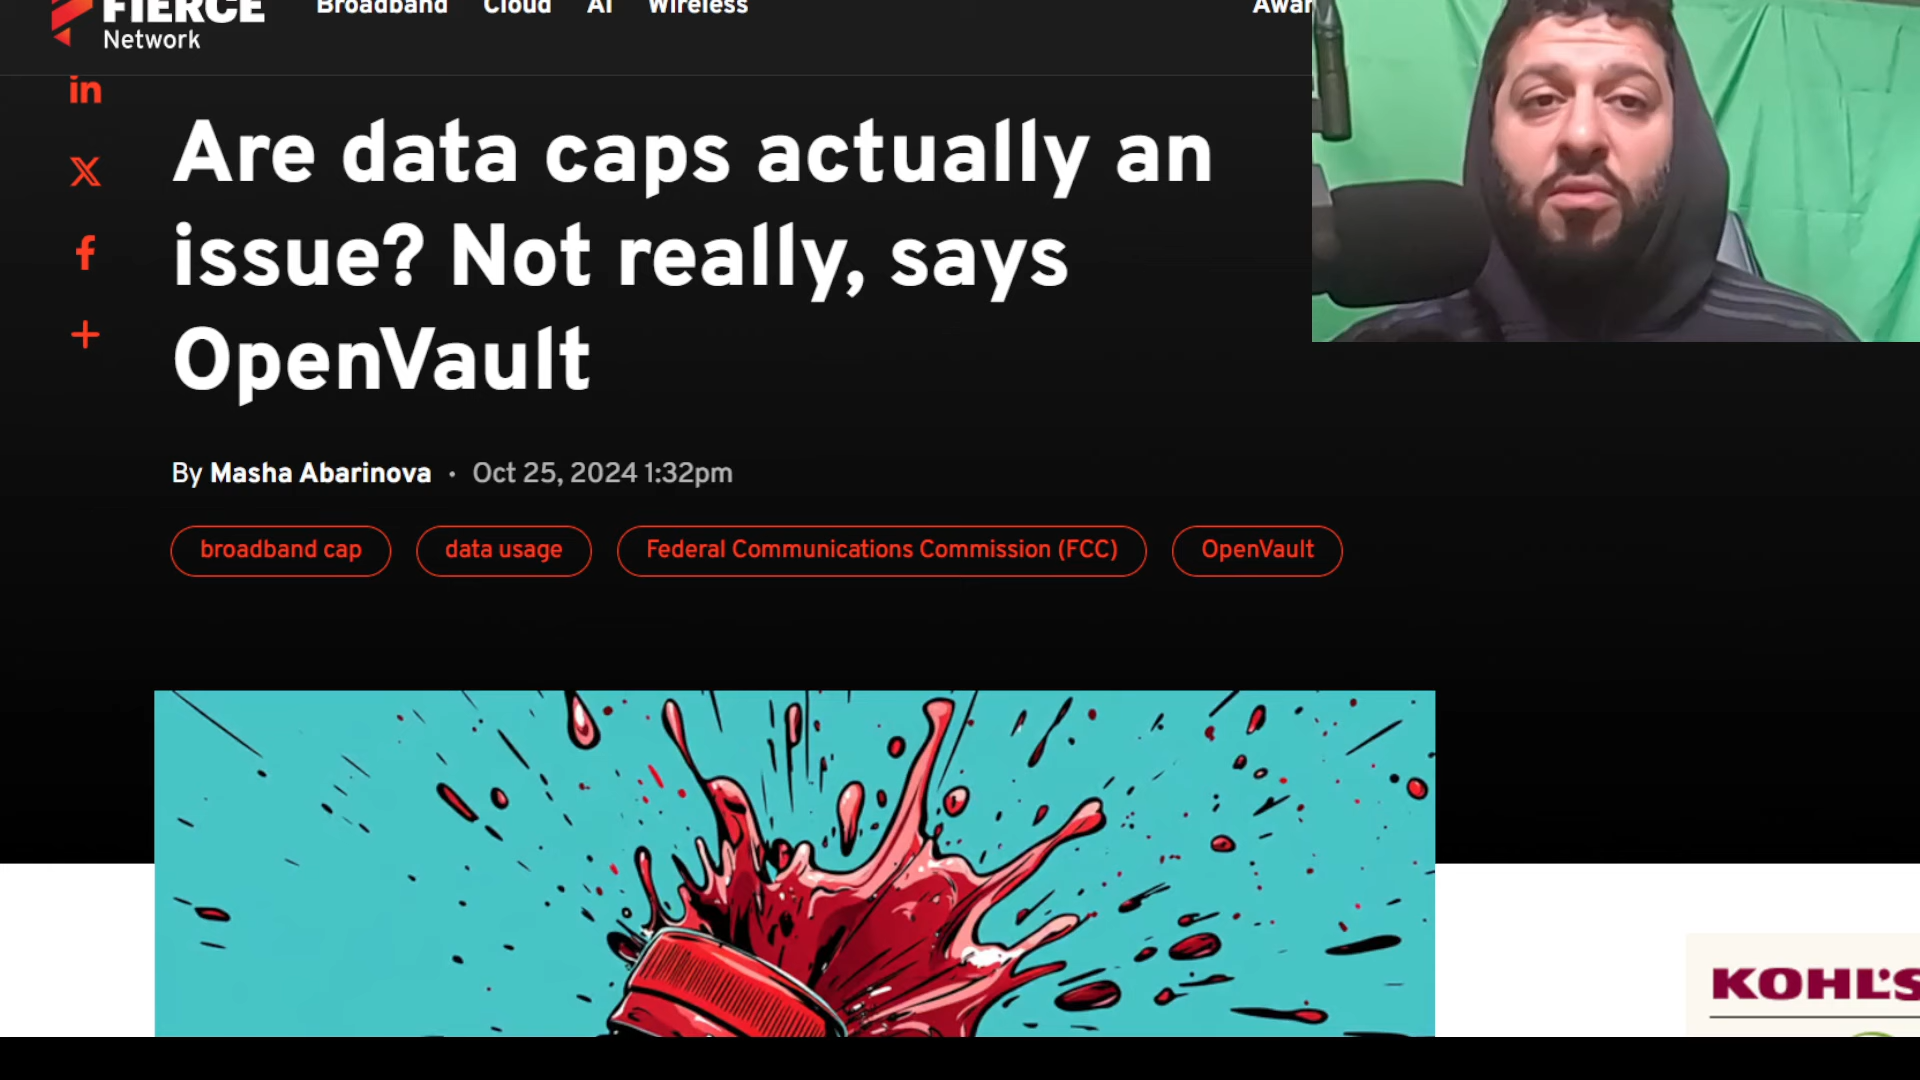 FIERCE
Network
Broadband Cloud AI Wireless
in
X
f
+
Are data caps actually an
issue? Not really, says
OpenVault
By Masha Abarinova · Oct 25, 2024 1:32pm
broadband cap data usage Federal Communications Commission (FCC) OpenVault
KOHL'S